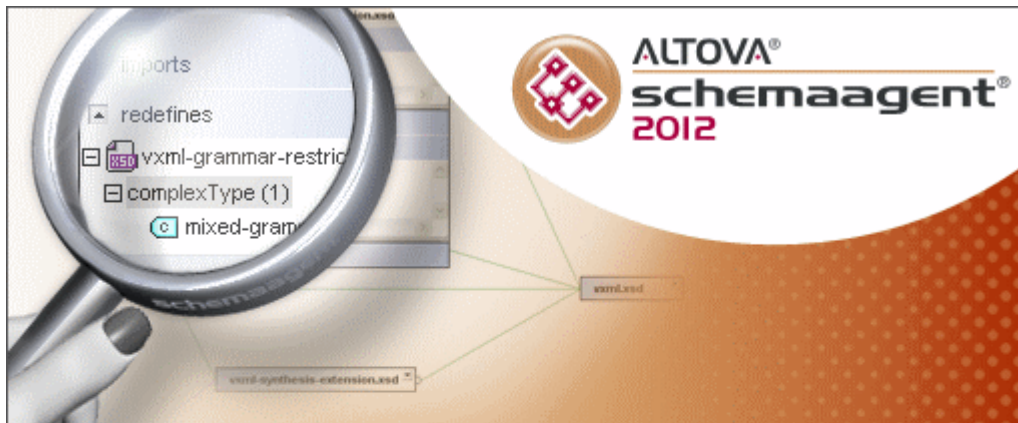 imports
redefines
XSD vxml-grammar-restric
complexType (1)
C mixed-gram
schemaagent
vxml-synthesis-extension.xsd
vxml.xsd
ALTOVA®
schemaagent®
2012